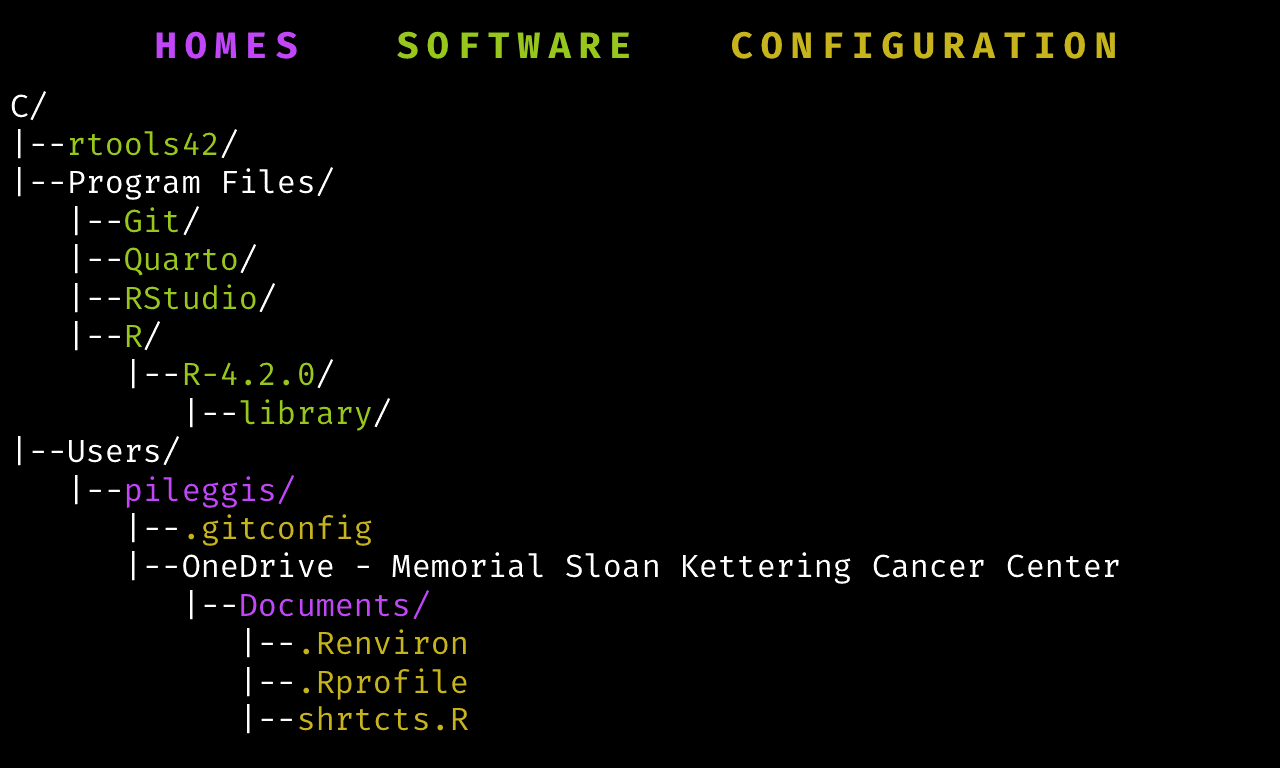 HOMES SOFTWARE CONFIGURATION
C/
|--rtools42/
|--Program Files/
   |--Git/
   |--Quarto/
   |--RStudio/
   |--R/
      |--R-4.2.0/
         |--library/
|--Users/
   |--pileggis/
      |--.gitconfig
      |--OneDrive - Memorial Sloan Kettering Cancer Center
         |--Documents/
            |--.Renviron
            |--.Rprofile
            |--shrtcts.R